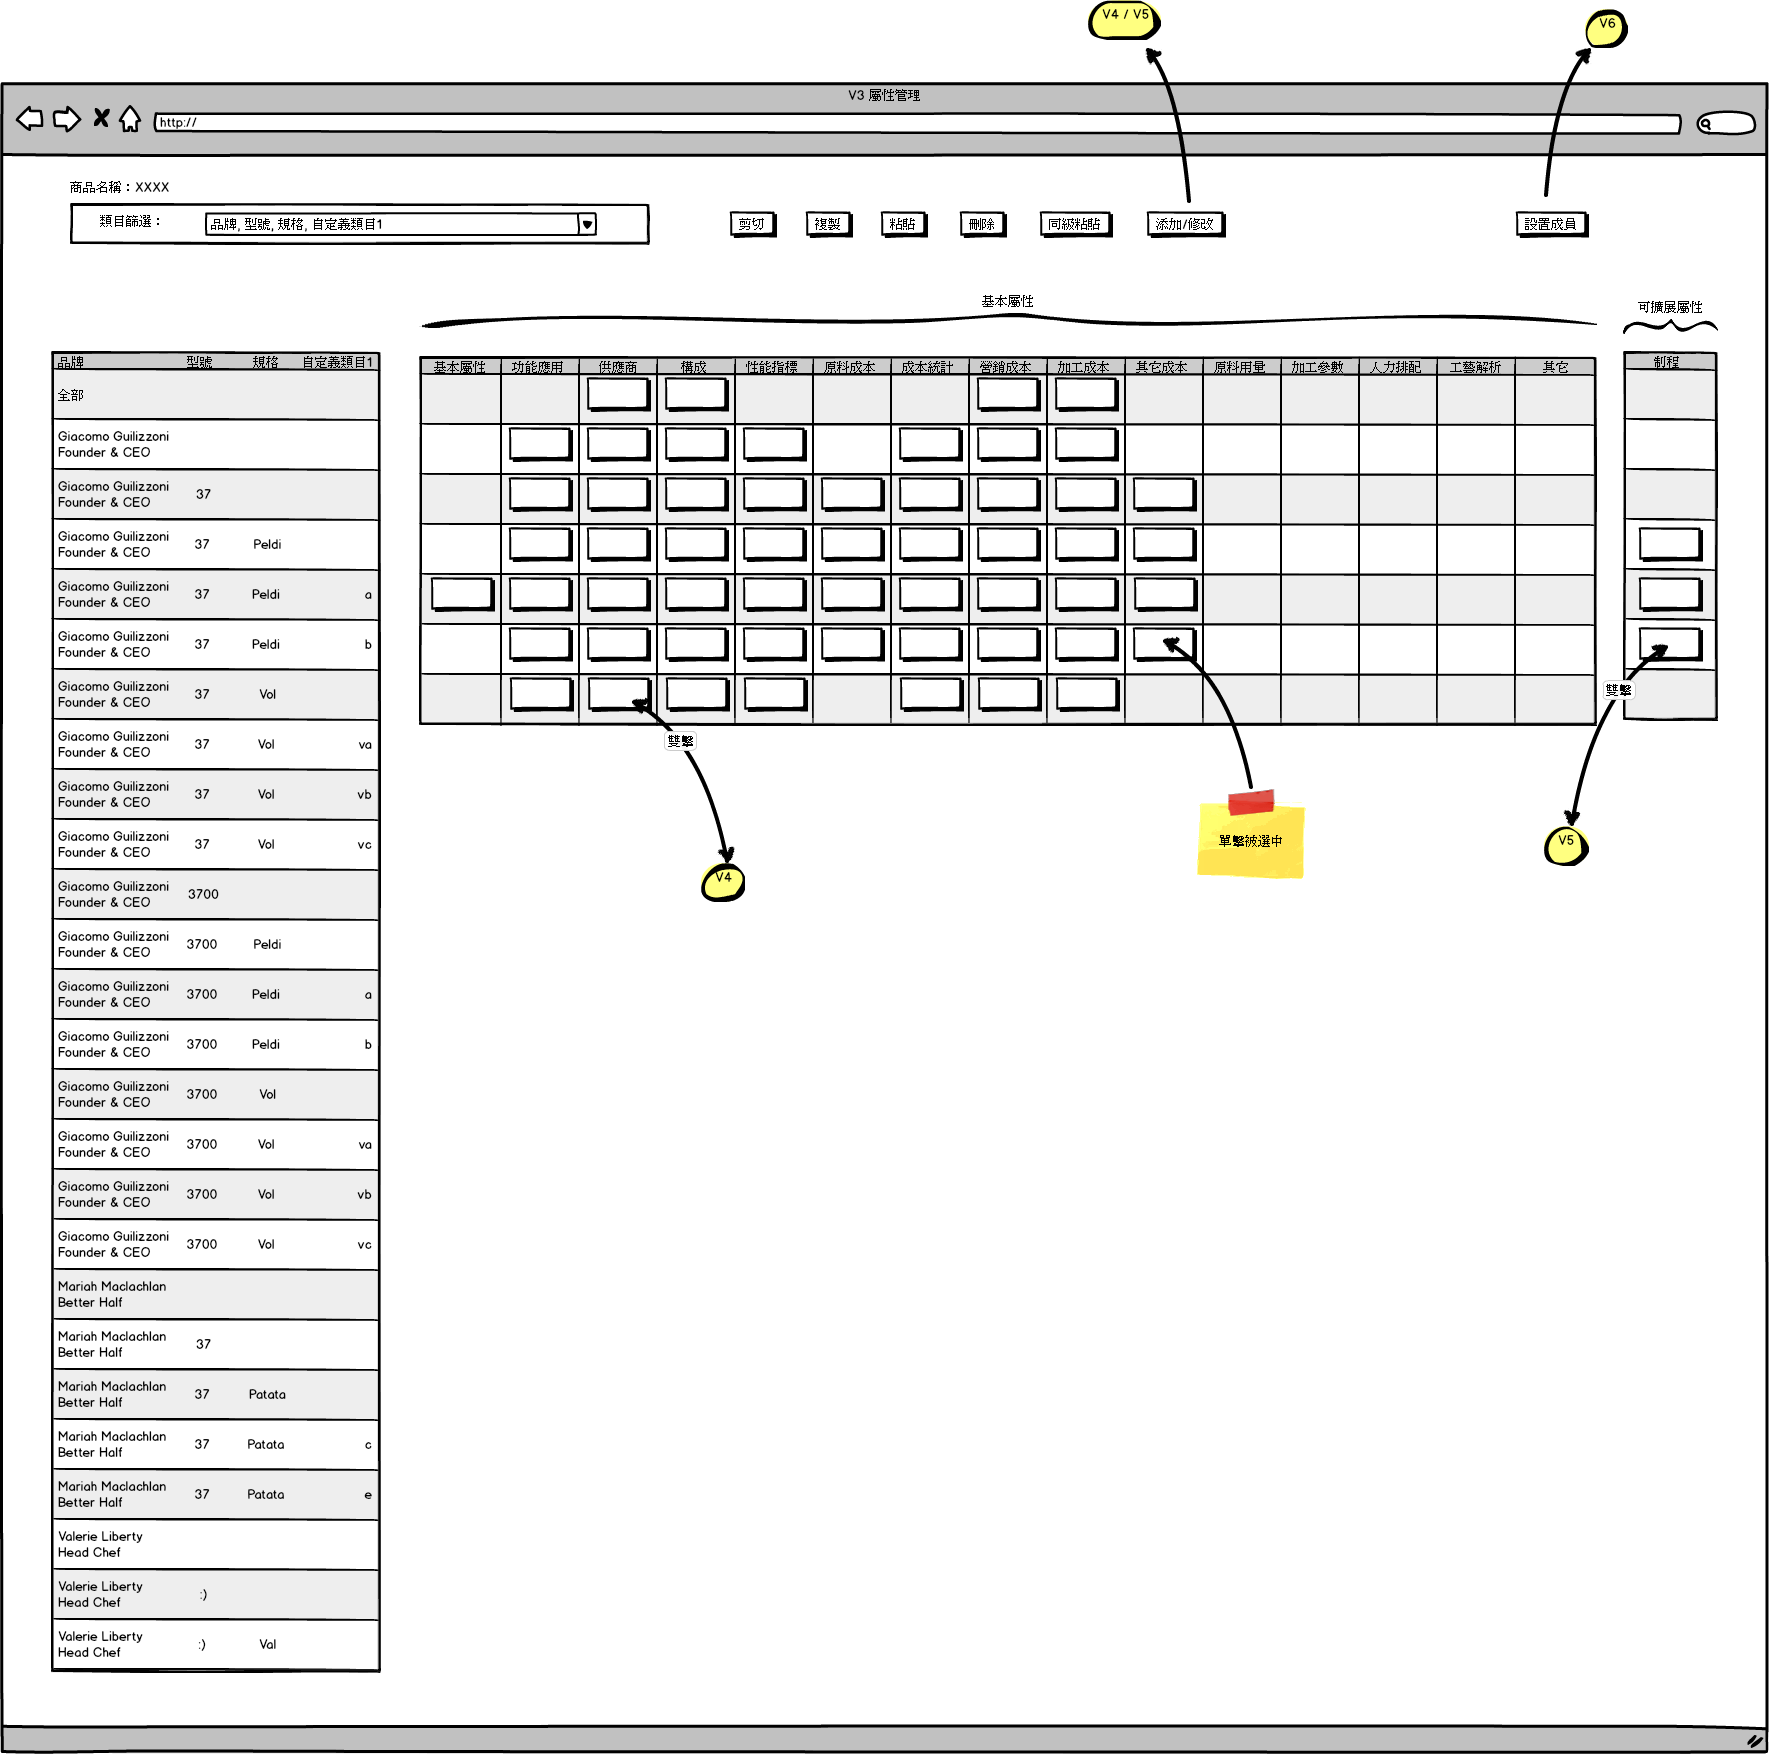 V4 / V5
V6
V3 屬性管理
http://
商品名稱：XXXX
類目篩選：
品牌, 型號, 規格, 自定義類目1
剪切
複製
粘貼
刪除
同級粘貼
添加/修改
設置成員
基本屬性
可擴展屬性
品牌 型號 規格 自定義類目1
基本屬性 功能應用 供應商 構成 性能指標 原料成本 成本統計 營銷成本 加工成本 其它成本 原料用量 加工參數 人力排配 工藝解析 其它
制程
全部
Giacomo Guilizzoni
Founder & CEO
Giacomo Guilizzoni
Founder & CEO
37
Giacomo Guilizzoni
Founder & CEO
37 Peldi
Giacomo Guilizzoni
Founder & CEO
37 Peldi a
Giacomo Guilizzoni
Founder & CEO
37 Peldi b
Giacomo Guilizzoni
Founder & CEO
37 Vol
Giacomo Guilizzoni
Founder & CEO
37 Vol va
Giacomo Guilizzoni
Founder & CEO
37 Vol vb
Giacomo Guilizzoni
Founder & CEO
37 Vol vc
Giacomo Guilizzoni
Founder & CEO
3700
Giacomo Guilizzoni
Founder & CEO
3700 Peldi
Giacomo Guilizzoni
Founder & CEO
3700 Peldi a
Giacomo Guilizzoni
Founder & CEO
3700 Peldi b
Giacomo Guilizzoni
Founder & CEO
3700 Vol
Giacomo Guilizzoni
Founder & CEO
3700 Vol va
Giacomo Guilizzoni
Founder & CEO
3700 Vol vb
Giacomo Guilizzoni
Founder & CEO
3700 Vol vc
Mariah Maclachlan
Better Half
Mariah Maclachlan
Better Half
37
Mariah Maclachlan
Better Half
37 Patata
Mariah Maclachlan
Better Half
37 Patata c
Mariah Maclachlan
Better Half
37 Patata e
Valerie Liberty
Head Chef
Valerie Liberty
Head Chef
:)
Valerie Liberty
Head Chef
:) Val
雙擊
雙擊
單擊被選中
V5
V4